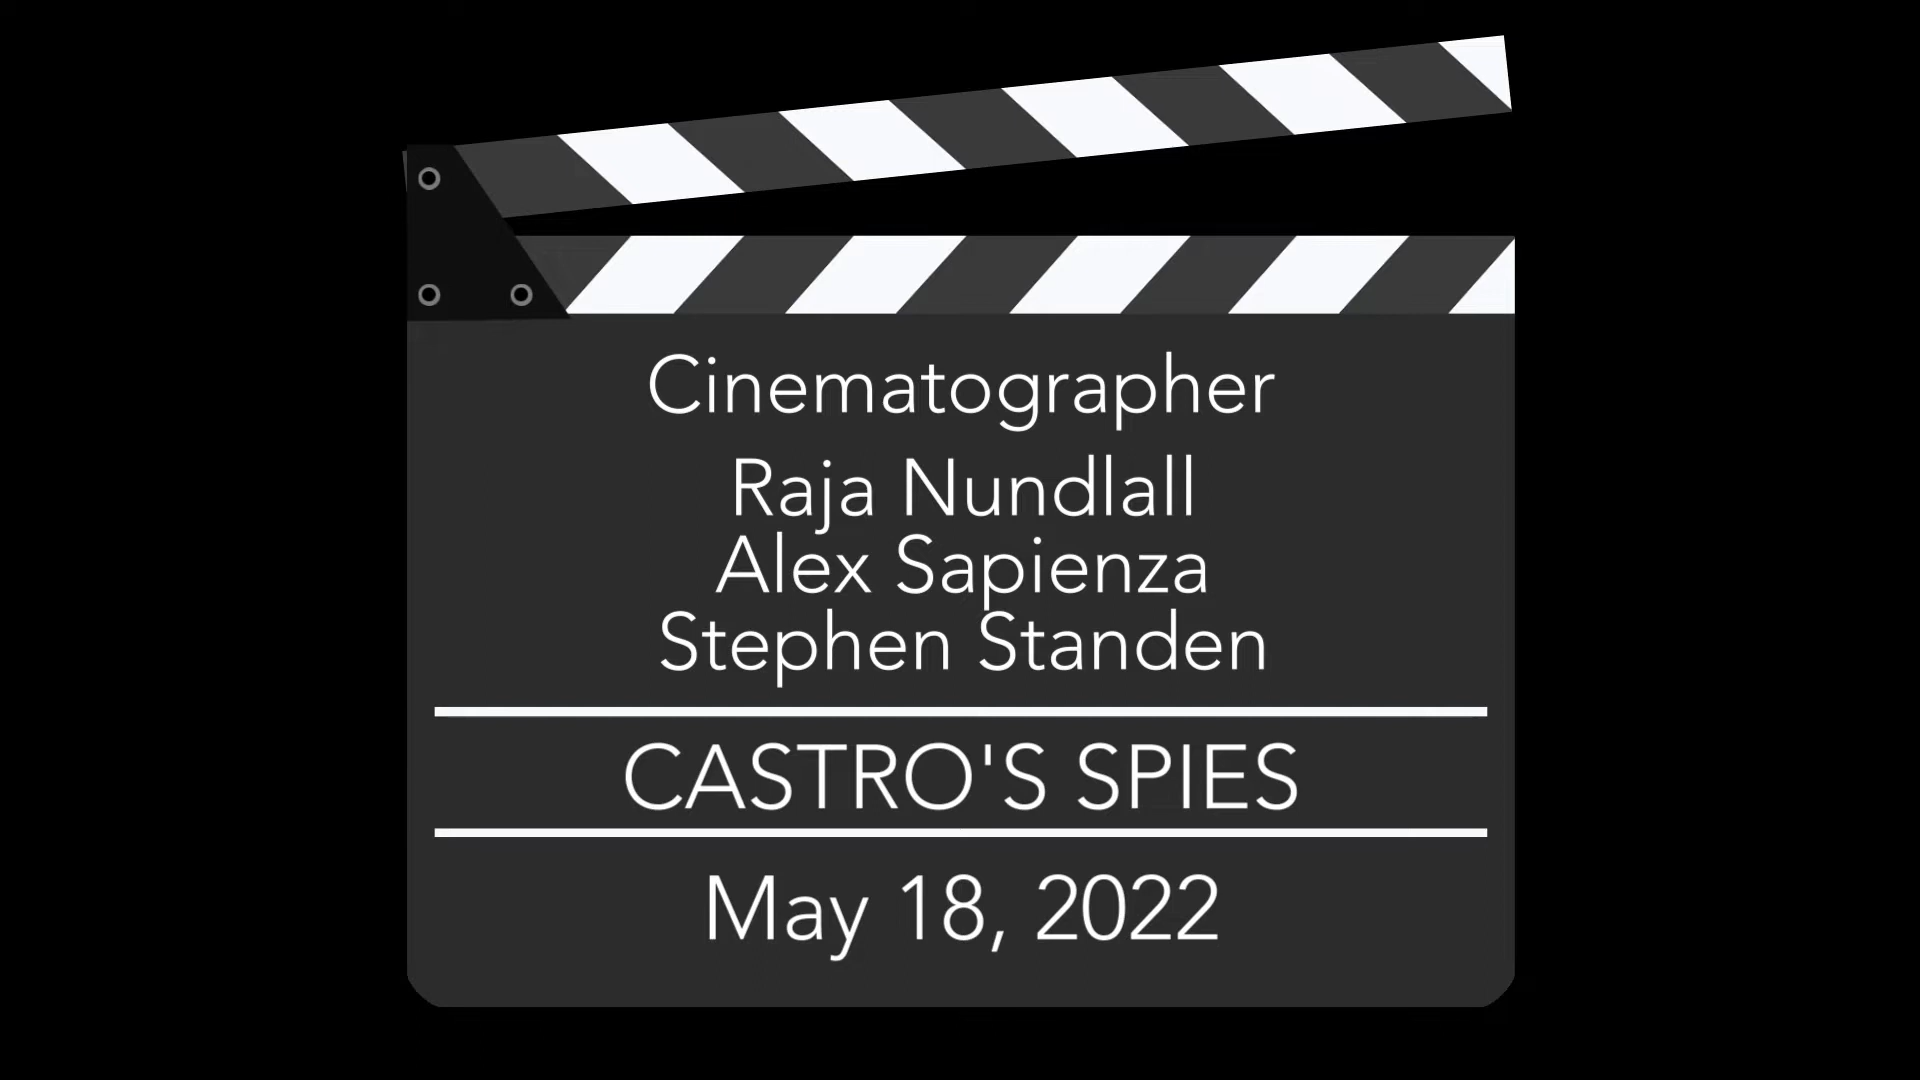 Cinematographer
Raja Nundlall
Alex Sapienza
Stephen Standen
CASTRO'S SPIES
May 18, 2022